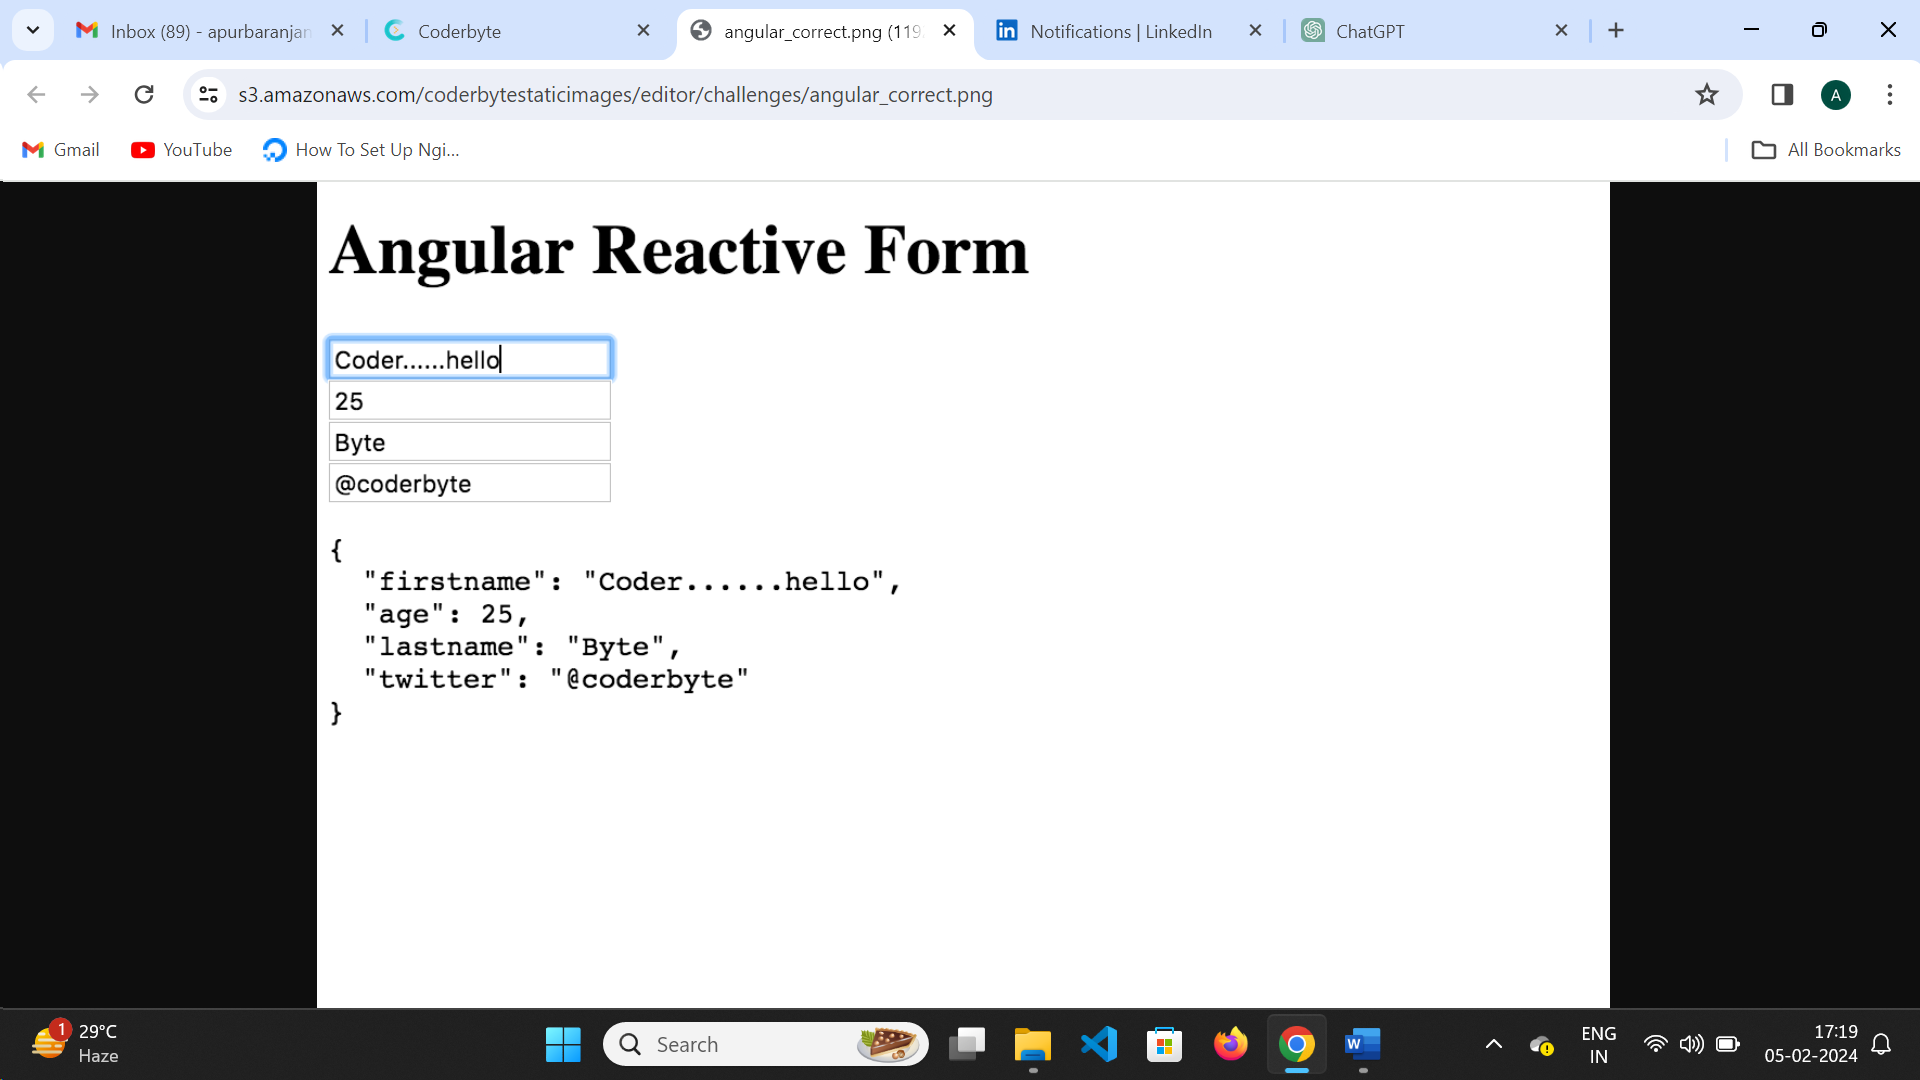 Inbox (89) - apurbaranjan
Coderbyte
angular_correct.png (119
Notifications | LinkedIn
ChatGPT
s3.amazonaws.com/coderbytestaticimages/editor/challenges/angular_correct.png
A
Gmail
YouTube
How To Set Up Ngi...
All Bookmarks
Angular Reactive Form
Coder......hello
25
Byte
@coderbyte
{
"firstname": "Coder......hello",
"age": 25,
"lastname": "Byte",
"twitter": "@coderbyte"
}
1
29°C
Haze
Search
ENG
IN
17:19
05-02-2024